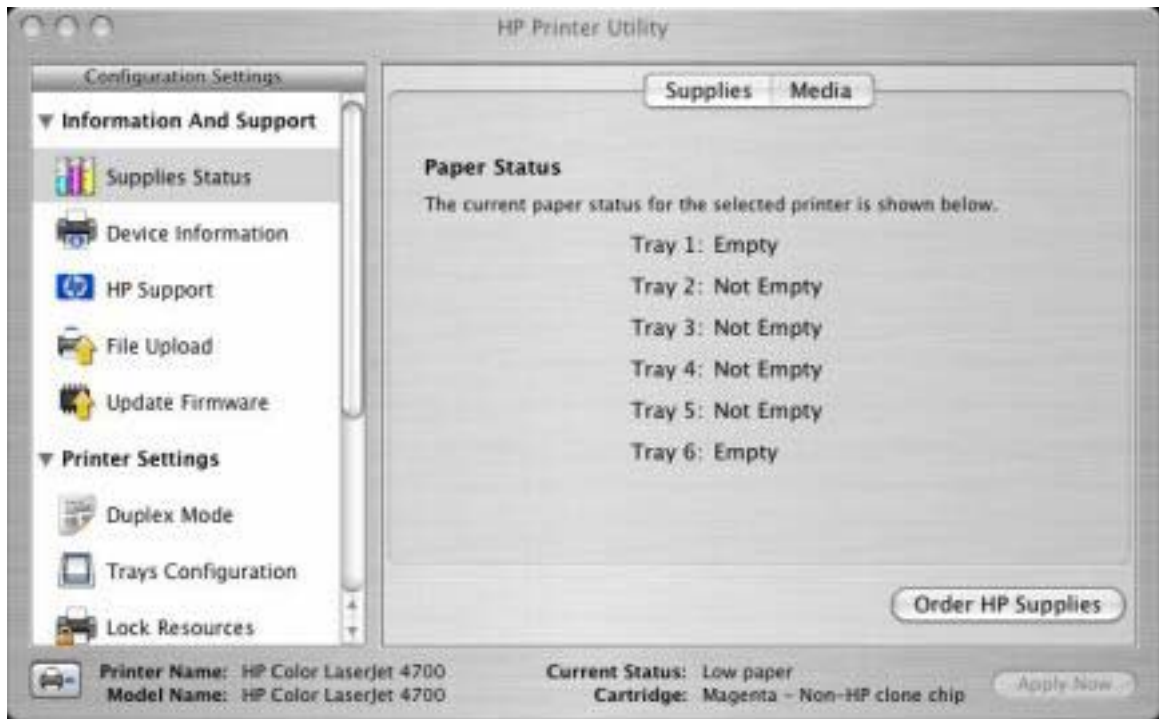 HP Printer Utility
Configuration Settings
Information And Support
Supplies Status
Device Information
HP Support
File Upload
Update Firmware
Printer Settings
Duplex Mode
Trays Configuration
Lock Resources
Supplies Media
Paper Status
The current paper status for the selected printer is shown below.
Tray 1: Empty
Tray 2: Not Empty
Tray 3: Not Empty
Tray 4: Not Empty
Tray 5: Not Empty
Tray 6: Empty
Order HP Supplies
Printer Name: HP Color LaserJet 4700
Model Name: HP Color LaserJet 4700
Current Status: Low paper
Cartridge: Magenta - Non-HP clone chip
Apply Now